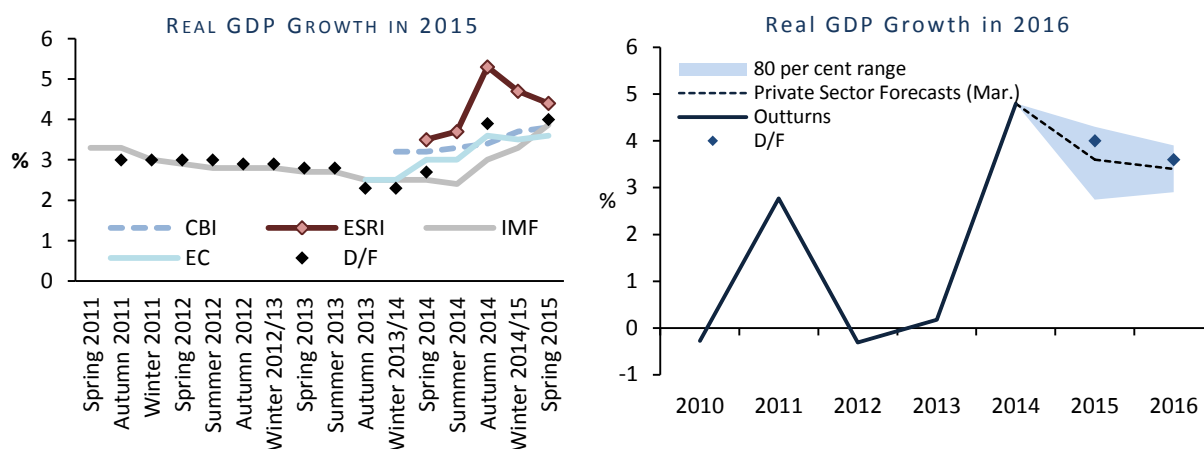 REAL GDP GROWTH IN 2015
6
5
4
3
2
1
0
%
CBI
ESRI
IMF
EC
D/F
Spring 2011
Autumn 2011
Winter 2011
Spring 2012
Summer 2012
Autumn 2012
Winter 2012/13
Spring 2013
Summer 2013
Autumn 2013
Winter 2013/14
Spring 2014
Summer 2014
Autumn 2014
Winter 2014/15
Spring 2015
Real GDP Growth in 2016
6
5
4
3
2
1
0
-1
%
80 per cent range
Private Sector Forecasts (Mar.)
Outturns
D/F
2010 2011 2012 2013 2014 2015 2016